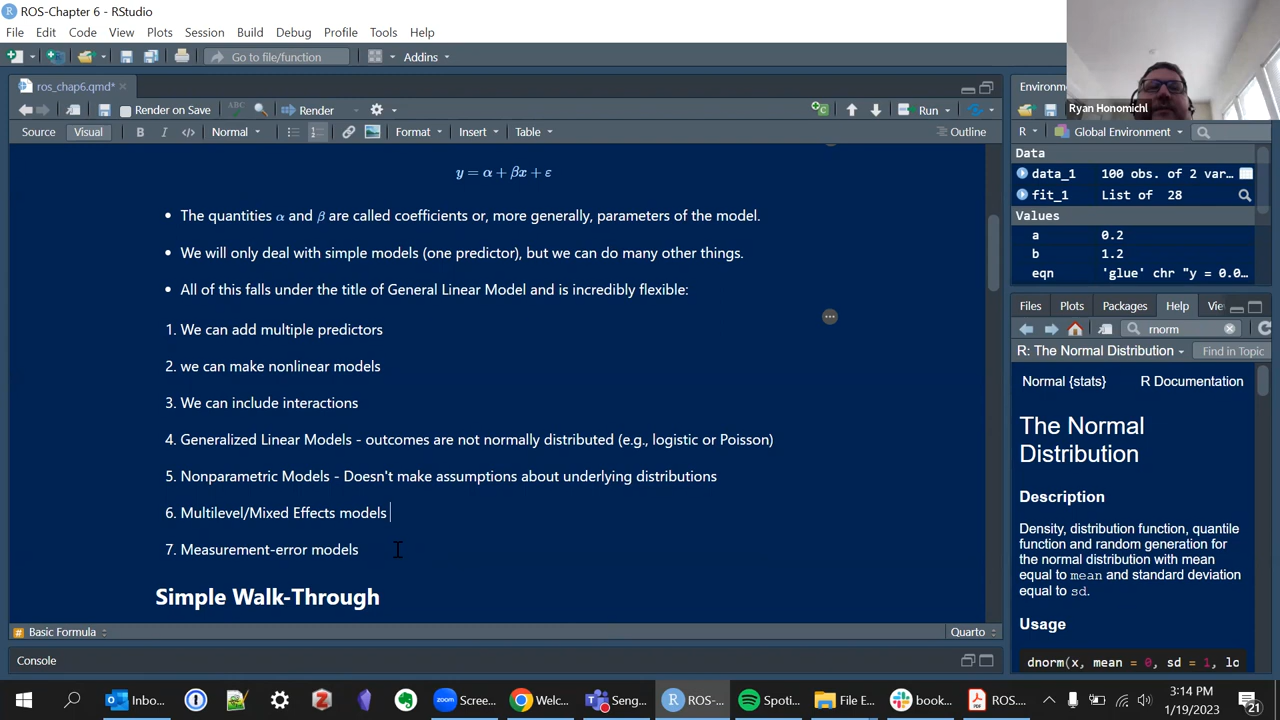 ROS-Chapter 6 - RStudio
File Edit Code View Plots Session Build Debug Profile Tools Help
Go to file/function
Addins
Ryan Honomichl
ros_chap6.qmd*
Render on Save
ABC
Render
Run
Source Visual
B I
Normal
Format
Insert
Table
Outline
y = α + βx + ε
• The quantities α and β are called coefficients or, more generally, parameters of the model.
• We will only deal with simple models (one predictor), but we can do many other things.
• All of this falls under the title of General Linear Model and is incredibly flexible:
1. We can add multiple predictors
2. we can make nonlinear models
3. We can include interactions
4. Generalized Linear Models - outcomes are not normally distributed (e.g., logistic or Poisson)
5. Nonparametric Models - Doesn't make assumptions about underlying distributions
6. Multilevel/Mixed Effects models
7. Measurement-error models
Simple Walk-Through
# Basic Formula
Quarto
Console
Environme
R
Global Environment
Data
data_1 100 obs. of 2 var…
fit_1 List of 28
Values
a 0.2
b 1.2
eqn 'glue' chr "y = 0.0…
Files Plots Packages Help Vi
rnorm
R: The Normal Distribution
Find in Topic
Normal {stats} R Documentation
The Normal
Distribution
Description
Density, distribution function, quantile
function and random generation for
the normal distribution with mean
equal to mean and standard deviation
equal to sd.
Usage
dnorm(x, mean = 0, sd = 1, lo
Inbo...
zoom
Scree...
Welc...
Seng...
R
ROS-...
Spoti...
File E...
book...
ROS...
3:14 PM
1/19/2023
21